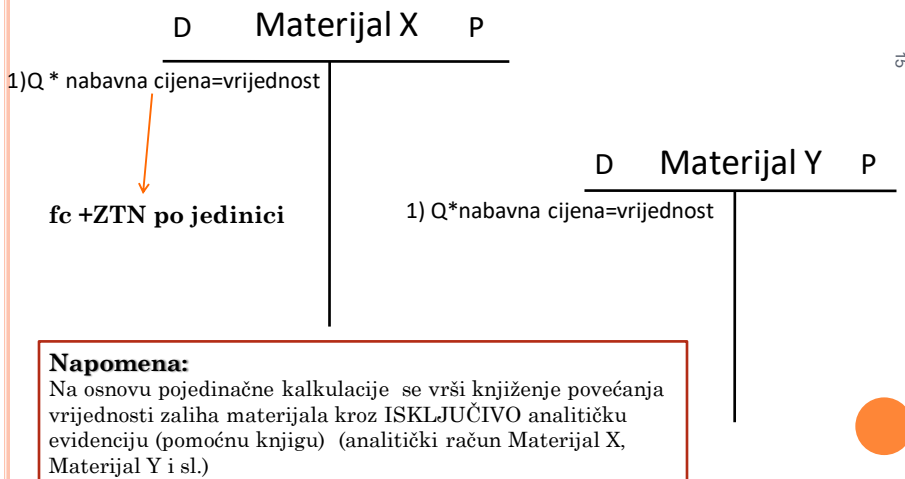 D Materijal X P
15
1)Q * nabavna cijena=vrijednost
fc +ZTN po jedinici
D Materijal Y P
1) Q*nabavna cijena=vrijednost
Napomena:
Na osnovu pojedinačne kalkulacije se vrši knjiženje povećanja
vrijednosti zaliha materijala kroz ISKLJUČIVO analitičku
evidenciju (pomoćnu knjigu) (analitički račun Materijal X,
Materijal Y i sl.)